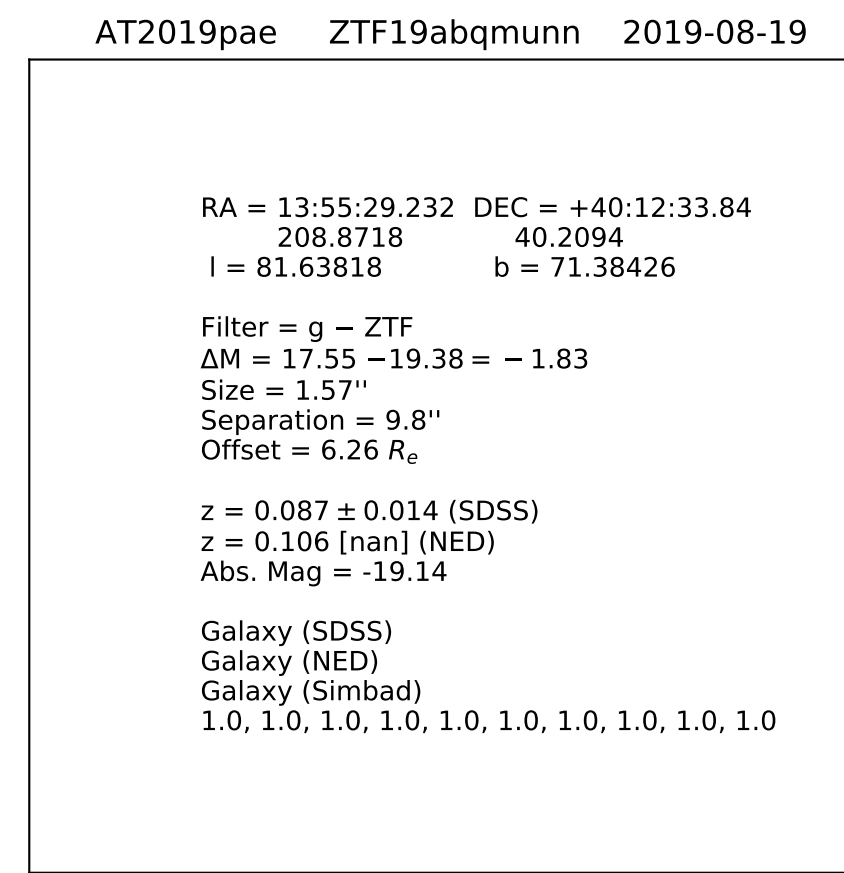 AT2019pae ZTF19abqmunn 2019-08-19
RA = 13:55:29.232 DEC = +40:12:33.84
208.8718 40.2094
l = 81.63818 b = 71.38426
Filter = g − ZTF
ΔM = 17.55 −19.38 = − 1.83
Size = 1.57''
Separation = 9.8''
Offset = 6.26 Rₑ
z = 0.087 ± 0.014 (SDSS)
z = 0.106 [nan] (NED)
Abs. Mag = -19.14
Galaxy (SDSS)
Galaxy (NED)
Galaxy (Simbad)
1.0, 1.0, 1.0, 1.0, 1.0, 1.0, 1.0, 1.0, 1.0, 1.0